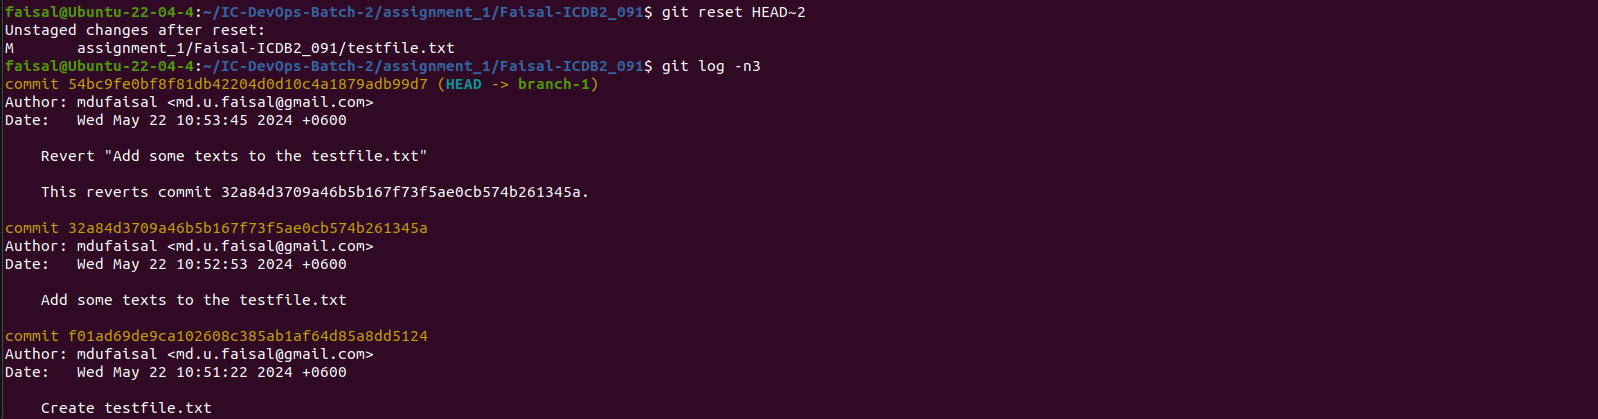 faisal@Ubuntu-22-04-4:~/IC-DevOps-Batch-2/assignment_1/Faisal-ICDB2_091$ git reset HEAD~2
Unstaged changes after reset:
M       assignment_1/Faisal-ICDB2_091/testfile.txt
faisal@Ubuntu-22-04-4:~/IC-DevOps-Batch-2/assignment_1/Faisal-ICDB2_091$ git log -n3
commit 54bc9fe0bf8f81db42204d0d10c4a1879adb99d7 (HEAD -> branch-1)
Author: mdufaisal <md.u.faisal@gmail.com>
Date:   Wed May 22 10:53:45 2024 +0600

    Revert "Add some texts to the testfile.txt"

    This reverts commit 32a84d3709a46b5b167f73f5ae0cb574b261345a.

commit 32a84d3709a46b5b167f73f5ae0cb574b261345a
Author: mdufaisal <md.u.faisal@gmail.com>
Date:   Wed May 22 10:52:53 2024 +0600

    Add some texts to the testfile.txt

commit f01ad69de9ca102608c385ab1af64d85a8dd5124
Author: mdufaisal <md.u.faisal@gmail.com>
Date:   Wed May 22 10:51:22 2024 +0600

    Create testfile.txt